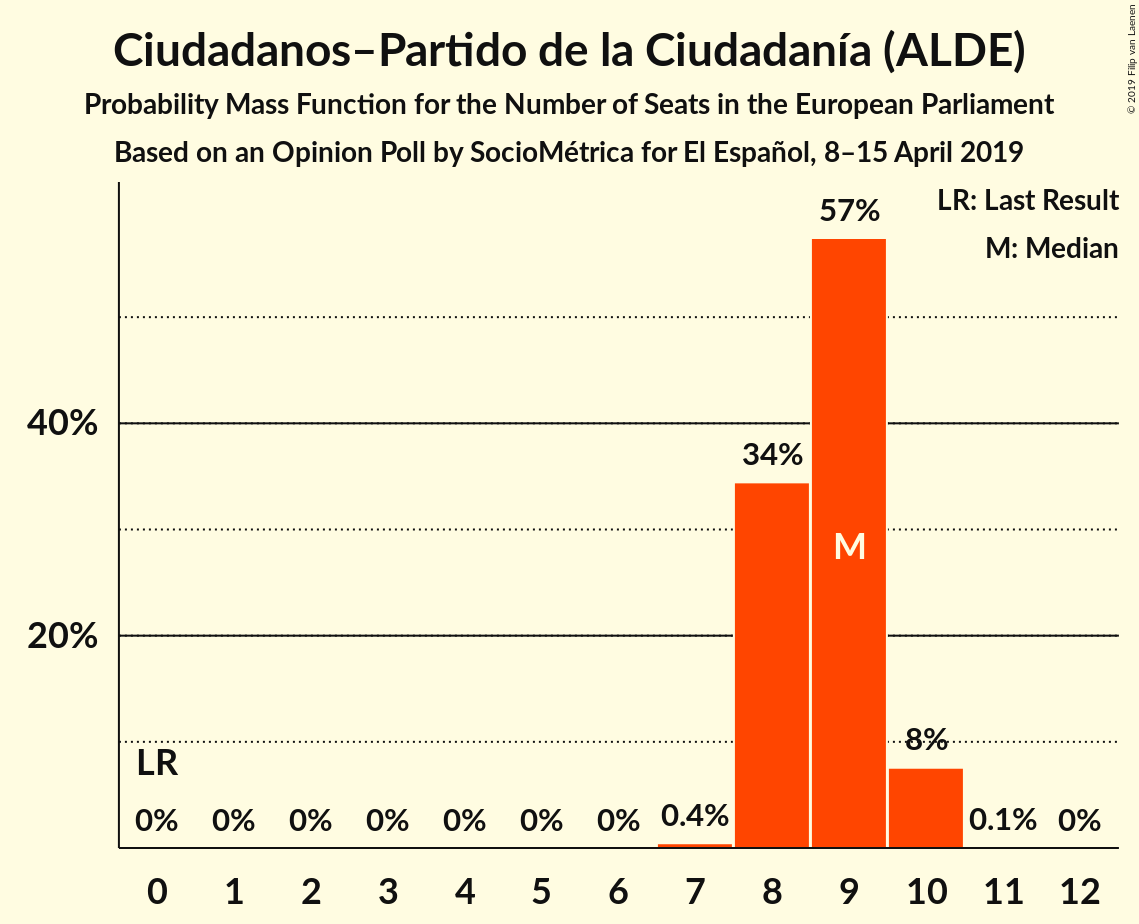 Ciudadanos–Partido de la Ciudadanía (ALDE)
Probability Mass Function for the Number of Seats in the European Parliament
Based on an Opinion Poll by SocioMétrica for El Español, 8–15 April 2019
© 2019 Filip van Laenen
LR: Last Result
M: Median
57%
40%
34%
M
20%
LR
8%
0% 0% 0% 0% 0% 0% 0% 0.4% 0.1% 0%
0 1 2 3 4 5 6 7 8 9 10 11 12